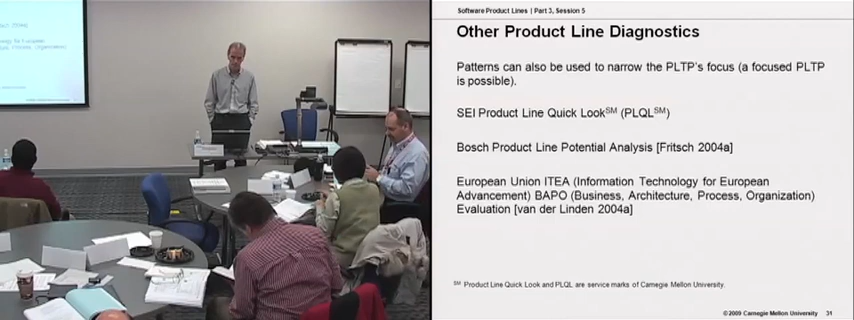 Software Product Lines | Part 3, Session 5
Other Product Line Diagnostics
Patterns can also be used to narrow the PLTP's focus (a focused PLTP
is possible).
SEI Product Line Quick Look℠ (PLQL℠)
Bosch Product Line Potential Analysis [Fritsch 2004a]
European Union ITEA (Information Technology for European
Advancement) BAPO (Business, Architecture, Process, Organization)
Evaluation [van der Linden 2004a]
℠ Product Line Quick Look and PLQL are service marks of Carnegie Mellon University.
© 2009 Carnegie Mellon University 31